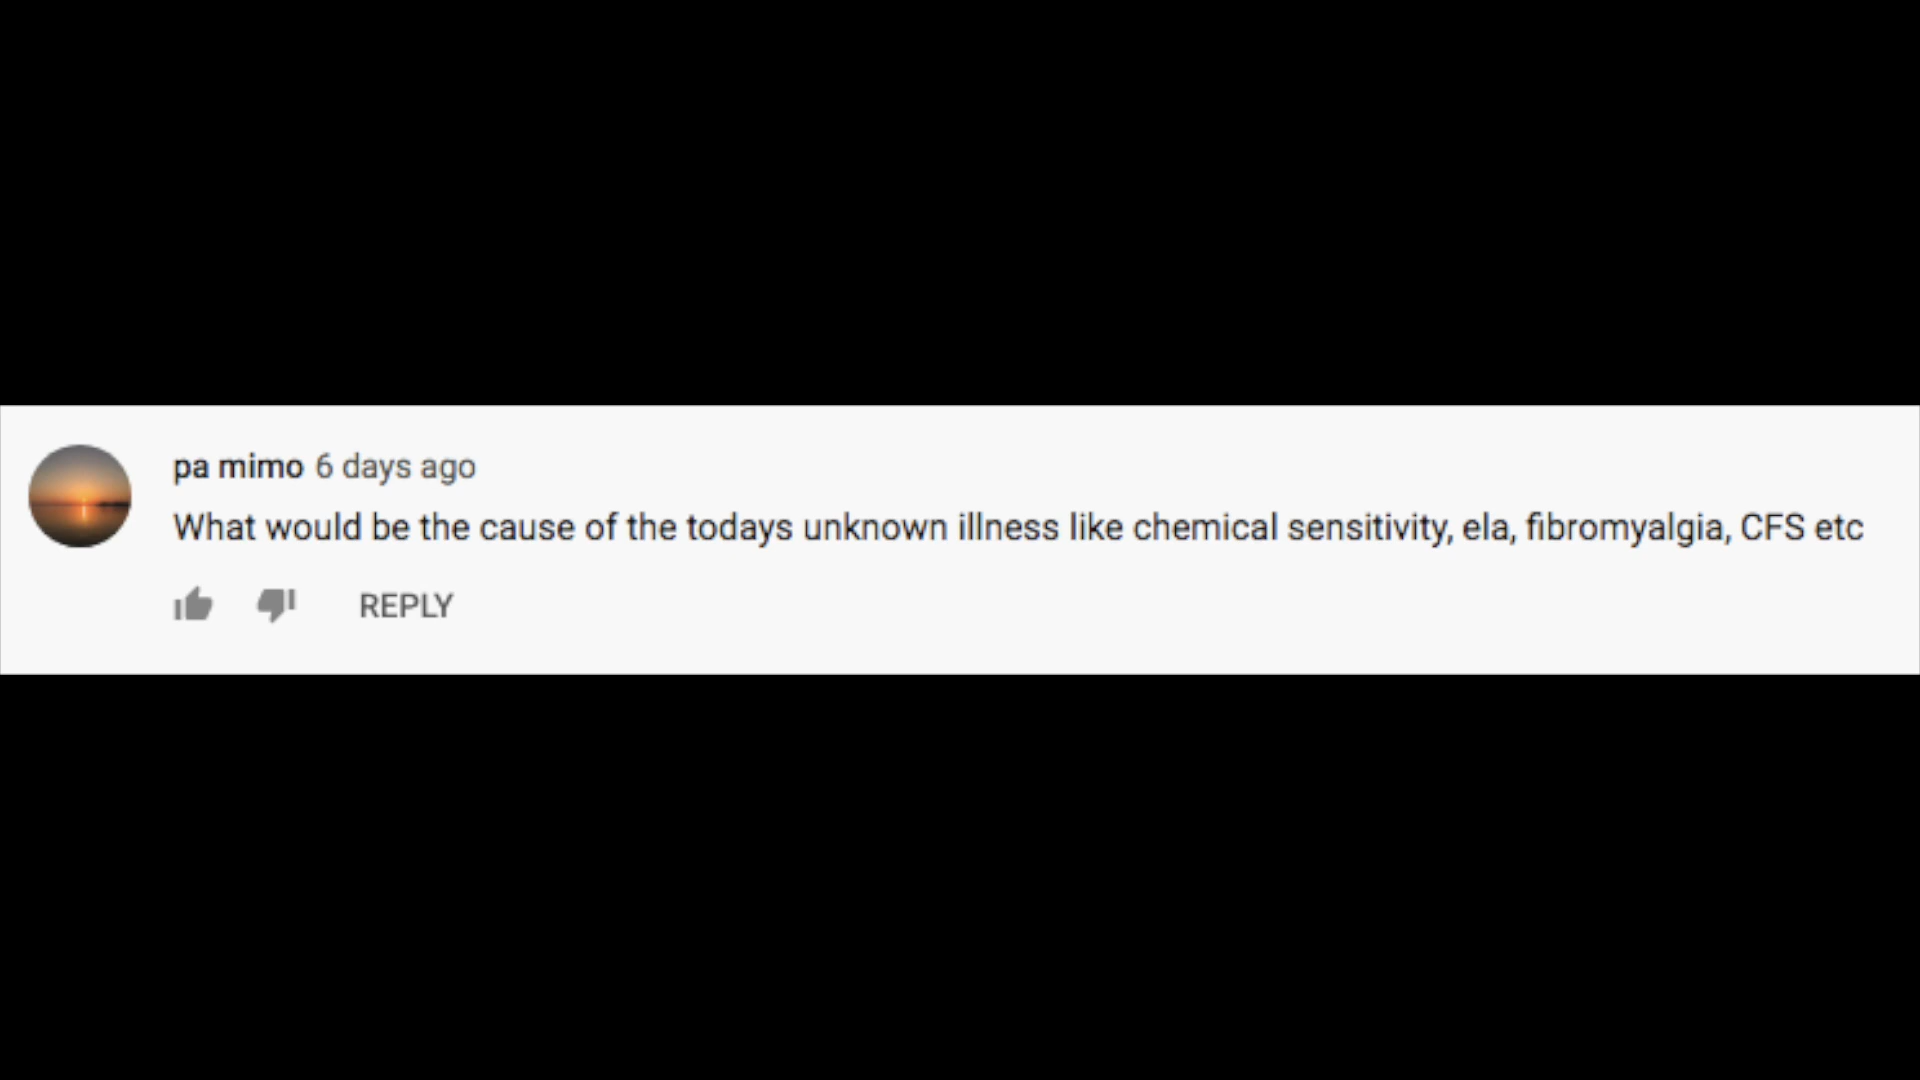 pa mimo 6 days ago
What would be the cause of the todays unknown illness like chemical sensitivity, ela, fibromyalgia, CFS etc
REPLY